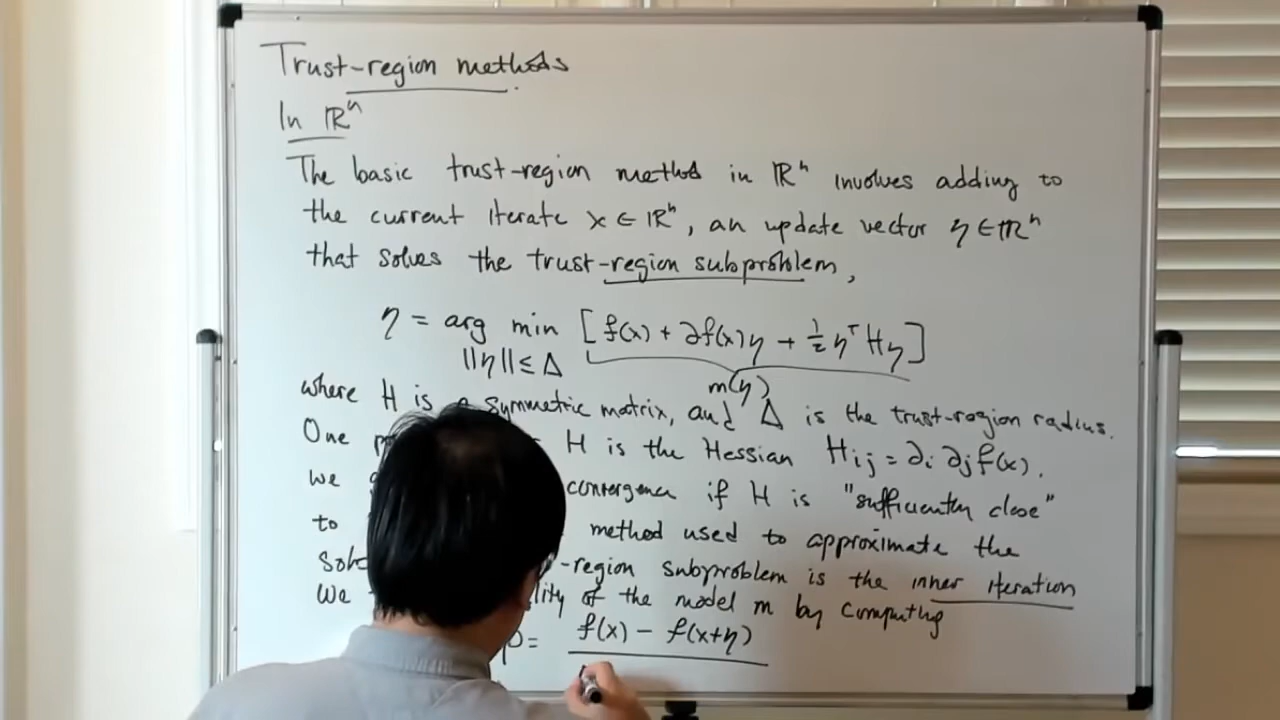 Trust-region methods
In ℝⁿ
The basic trust-region method in ℝⁿ involves adding to
the current iterate x ∈ ℝⁿ, an update vector η ∈ ℝⁿ
that solves the trust-region subproblem,
η = arg min [f(x) + ∂f(x)η + ½ ηᵀHη]
||η|| ≤ Δ
m(η)
where H is a symmetric matrix, and Δ is the trust-region radius.
One H is the Hessian Hᵢⱼ = ∂ᵢ∂ⱼf(x).
We convergence if H is "sufficiently close"
to method used to approximate the
-region subproblem is the inner iteration
We of the model m by computing
ρ = f(x) − f(x+η)